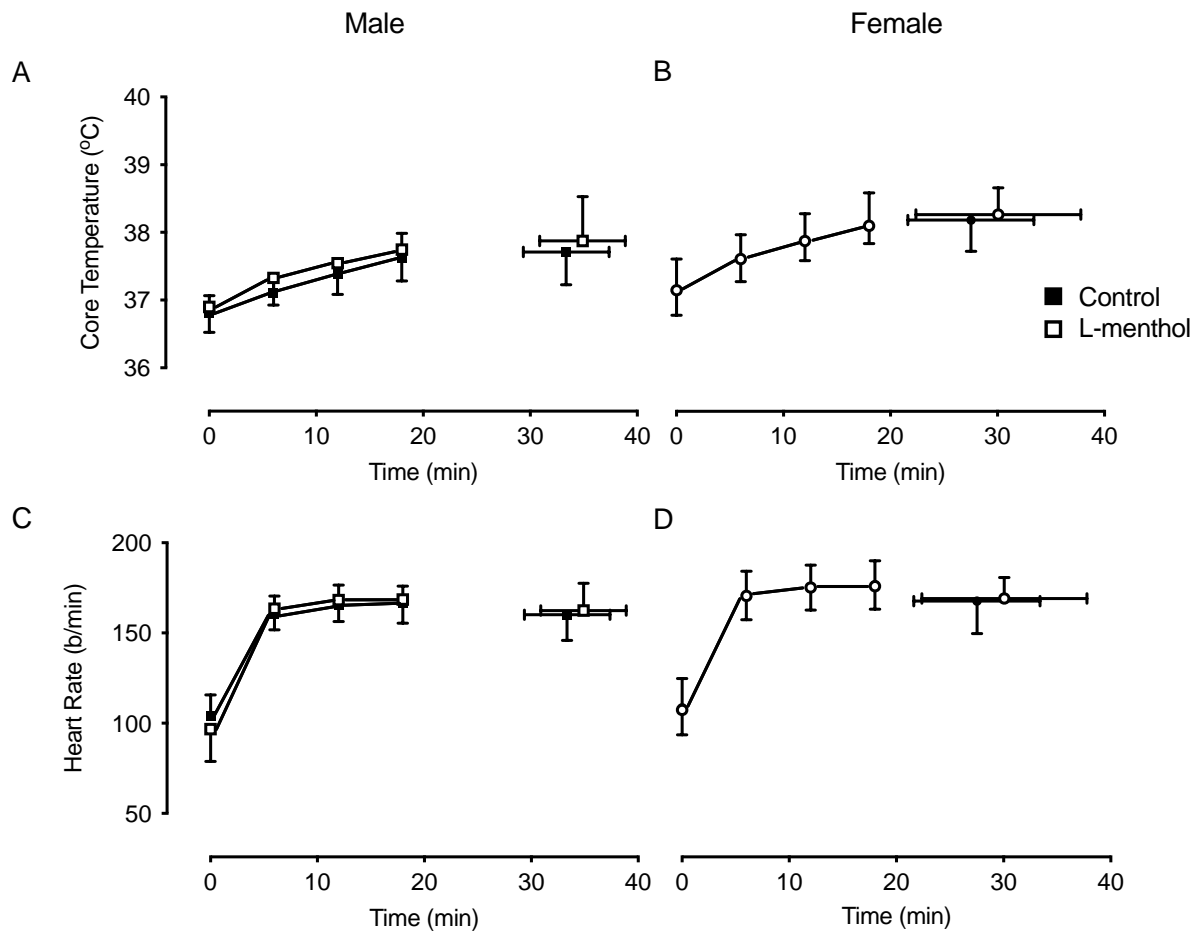 Male
Female
A
B
Core Temperature (ºC)
40
39
38
37
36
Control
L-menthol
0 10 20 30 40
0 10 20 30 40
Time (min)
Time (min)
C
D
Heart Rate (b/min)
200
150
100
50
0 10 20 30 40
0 10 20 30 40
Time (min)
Time (min)